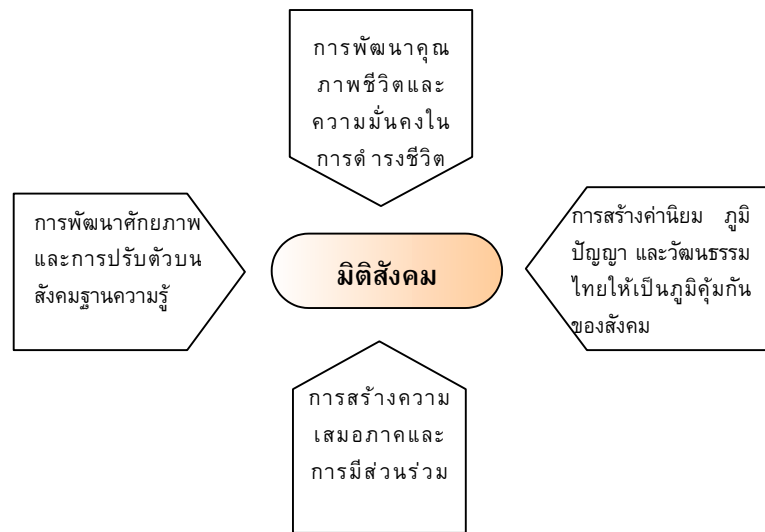 การพัฒนาคุณ
ภาพชีวิตและ
ความมั่นคงใน
การดำรงชีวิต
การพัฒนาศักยภาพ
และการปรับตัวบน
สังคมฐานความรู้
มิติสังคม
การสร้างค่านิยม ภูมิ
ปัญญา และวัฒนธรรม
ไทยให้เป็นภูมิคุ้มกัน
ของสังคม
การสร้างความ
เสมอภาคและ
การมีส่วนร่วม